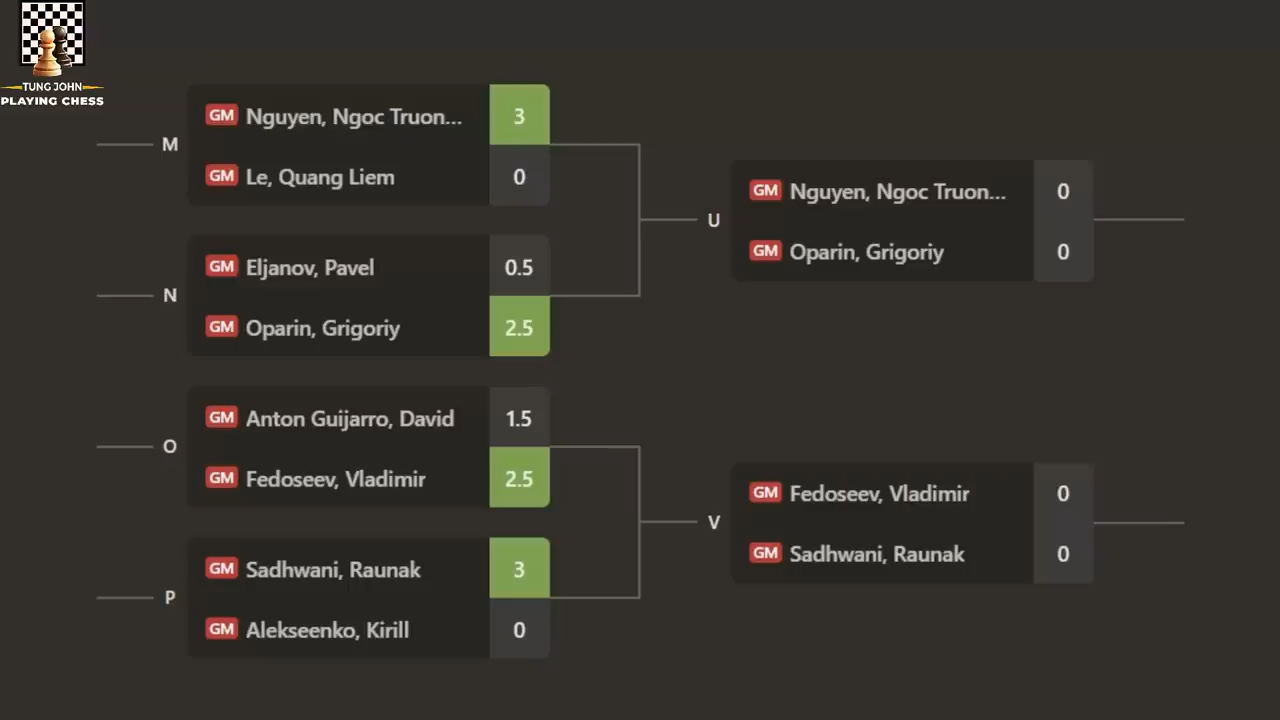 TUNG JOHN
PLAYING CHESS
M
GM Nguyen, Ngoc Truon... 3
GM Le, Quang Liem 0
N
GM Eljanov, Pavel 0.5
GM Oparin, Grigoriy 2.5
O
GM Anton Guijarro, David 1.5
GM Fedoseev, Vladimir 2.5
P
GM Sadhwani, Raunak 3
GM Alekseenko, Kirill 0
U
GM Nguyen, Ngoc Truon... 0
GM Oparin, Grigoriy 0
V
GM Fedoseev, Vladimir 0
GM Sadhwani, Raunak 0